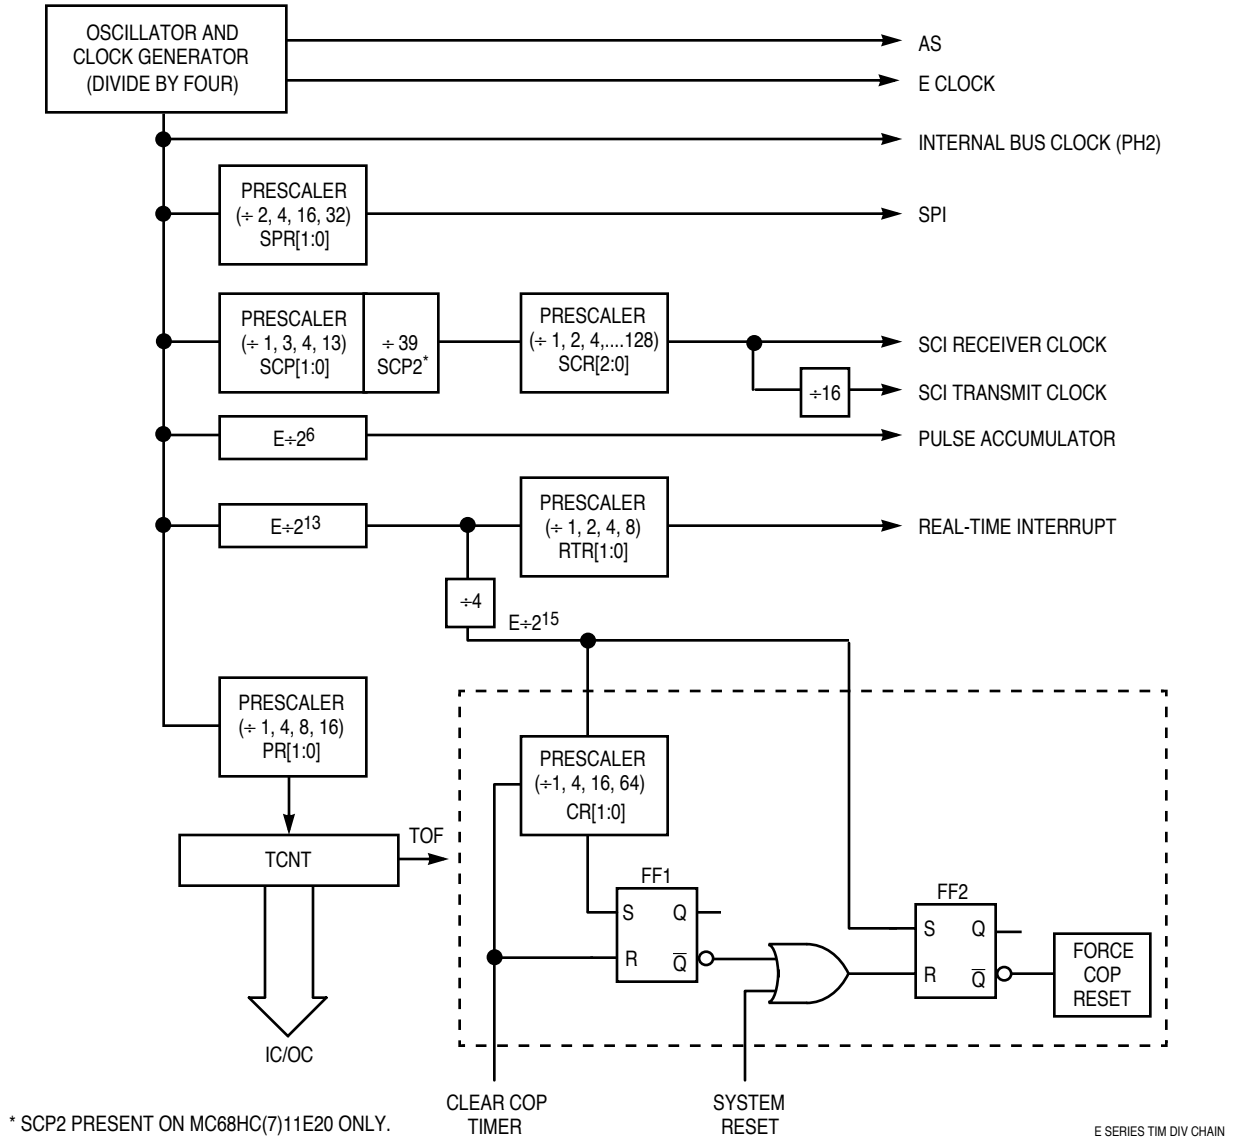 OSCILLATOR AND
CLOCK GENERATOR
(DIVIDE BY FOUR)
AS
E CLOCK
INTERNAL BUS CLOCK (PH2)
PRESCALER
(÷ 2, 4, 16, 32)
SPR[1:0]
SPI
PRESCALER
(÷ 1, 3, 4, 13)
SCP[1:0]
÷ 39
SCP2*
PRESCALER
(÷ 1, 2, 4,....128)
SCR[2:0]
SCI RECEIVER CLOCK
÷16
SCI TRANSMIT CLOCK
E÷2⁶
PULSE ACCUMULATOR
E÷2¹³
PRESCALER
(÷ 1, 2, 4, 8)
RTR[1:0]
REAL-TIME INTERRUPT
÷4
E÷2¹⁵
PRESCALER
(÷ 1, 4, 8, 16)
PR[1:0]
PRESCALER
(÷1, 4, 16, 64)
CR[1:0]
TCNT
TOF
IC/OC
FF1
S Q
R Q̅
FF2
S Q
R Q̅
FORCE
COP
RESET
CLEAR COP
TIMER
SYSTEM
RESET
* SCP2 PRESENT ON MC68HC(7)11E20 ONLY.
E SERIES TIM DIV CHAIN